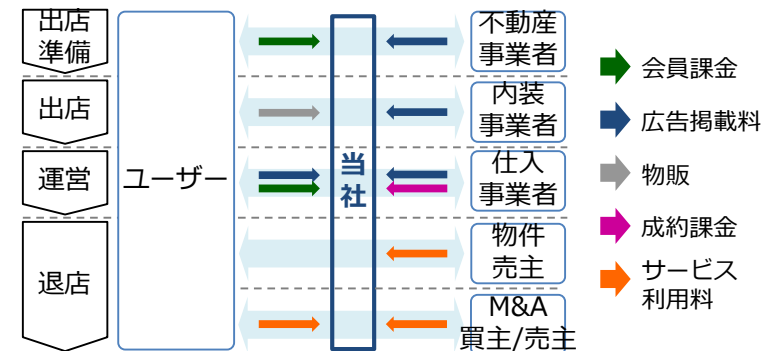 出店
準備
出店
運営
退店
ユーザー
当
社
不動産
事業者
内装
事業者
仕入
事業者
物件
売主
M&A
買主/売主
会員課金
広告掲載料
物販
成約課金
サービス
利用料